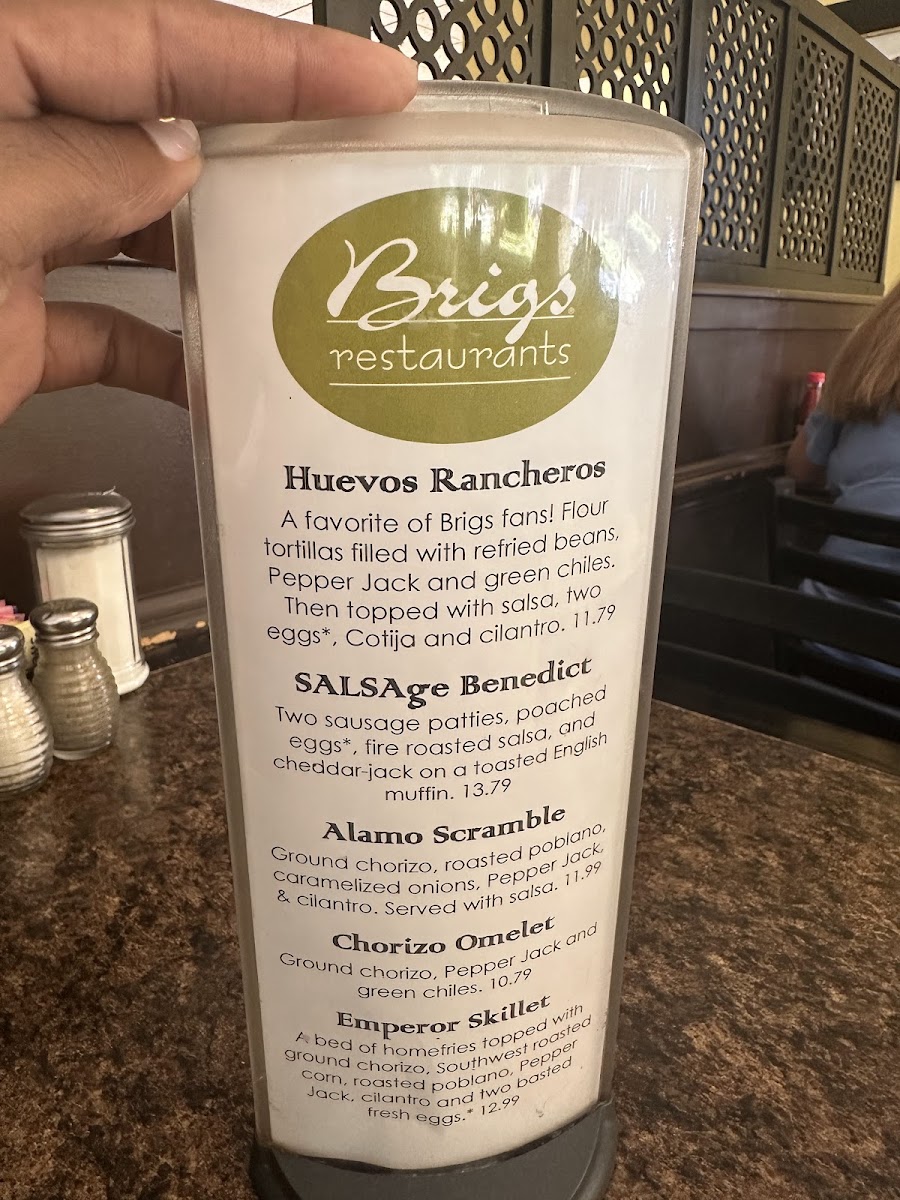 Brigs
restaurants
Huevos Rancheros
A favorite of Brigs fans! Flour
tortillas filled with refried beans,
Pepper Jack and green chiles.
Then topped with salsa, two
eggs*, Cotija and cilantro. 11.79
SALSAge Benedict
Two sausage patties, poached
eggs*, fire roasted salsa, and
cheddar-jack on a toasted English
muffin. 13.79
Alamo Scramble
Ground chorizo, roasted poblano,
caramelized onions, Pepper Jack,
& cilantro. Served with salsa. 11.99
Chorizo Omelet
Ground chorizo, Pepper Jack and
green chiles. 10.79
Emperor Skillet
A bed of homefries topped with
ground chorizo, Southwest roasted
corn, roasted poblano, Pepper
Jack, cilantro and two basted
fresh eggs.* 12.99